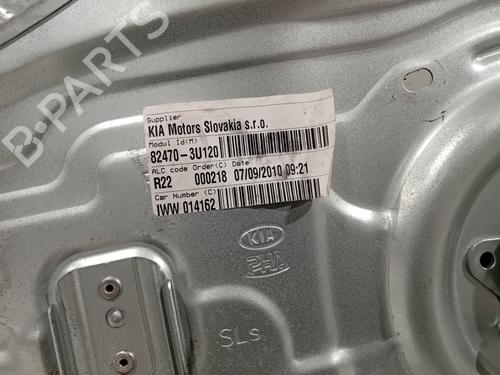 Supplier
KIA Motors Slovakia s.r.o.
Modul Id(M)
82470-3U120
ALC code Order(C) Date
R22 000218 07/09/2010 09:21
Car Number (C)
IWW 014162
KIA
PHA
SLs
B-PARTS